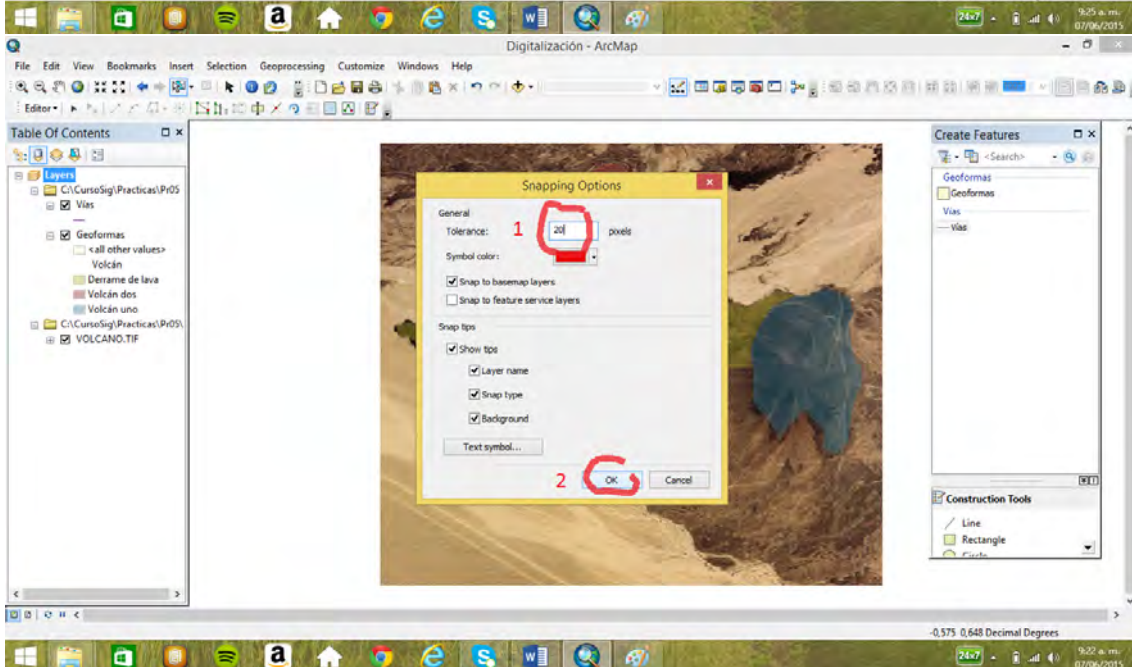 24x7
9:25 a. m.
07/06/2015
Digitalización - ArcMap
File Edit View Bookmarks Insert Selection Geoprocessing Customize Windows Help
Editor
Table Of Contents
Create Features
<Search>
Layers
C:\CursoSig\Practicas\Pr05
Vías
Geoformas
<all other values>
Volcán
Derrame de lava
Volcán dos
Volcán uno
C:\CursoSig\Practicas\Pr05\
VOLCANO.TIF
Snapping Options
General
Tolerance: 1 20 pixels
Symbol color:
Snap to basemap layers
Snap to feature service layers
Snap tips
Show tips
Layer name
Snap type
Background
Text symbol...
2 OK Cancel
Geoformas
Geoformas
Vías
Vías
Construction Tools
Line
Rectangle
Circle
-0,575 0,648 Decimal Degrees
24x7
9:22 a. m.
07/06/2015